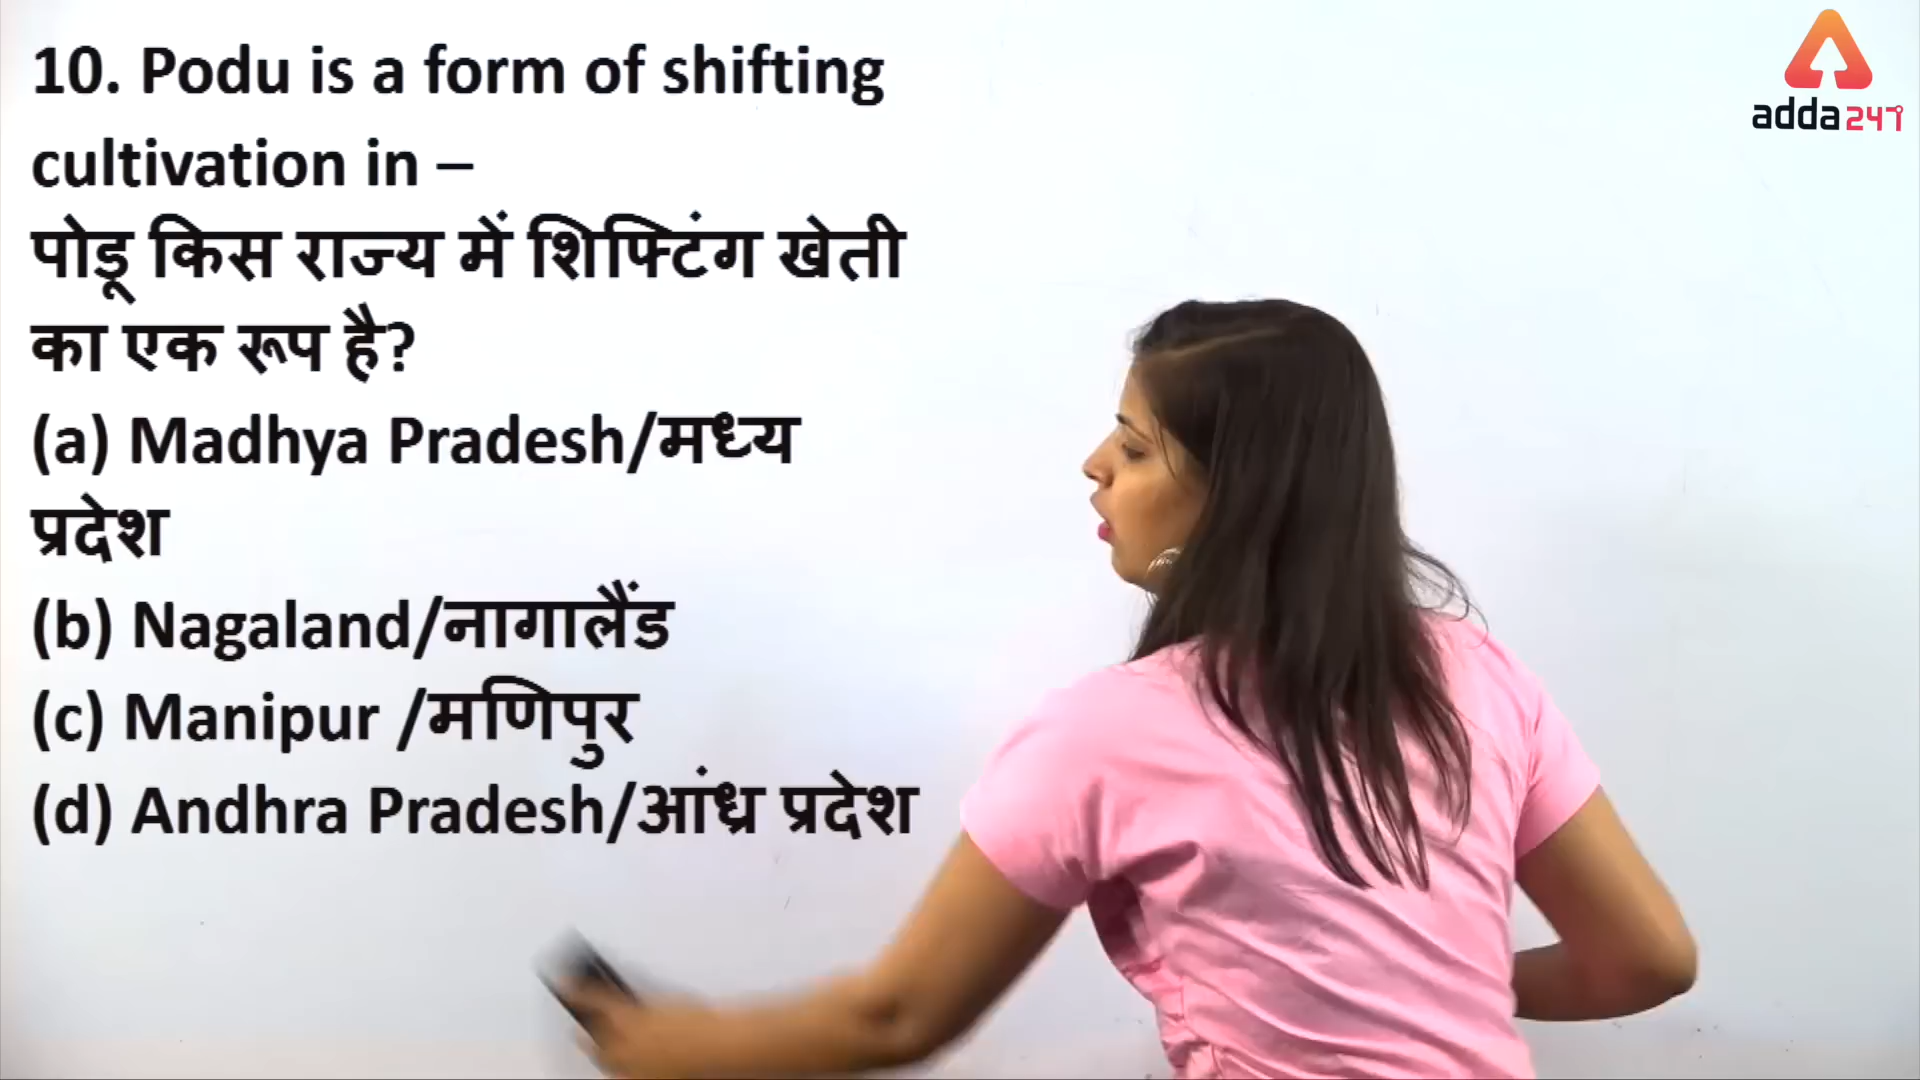 10. Podu is a form of shifting
cultivation in –
पोडू किस राज्य में शिफ्टिंग खेती
का एक रूप है?
(a) Madhya Pradesh/मध्य
प्रदेश
(b) Nagaland/नागालैंड
(c) Manipur /मणिपुर
(d) Andhra Pradesh/आंध्र प्रदेश
adda247